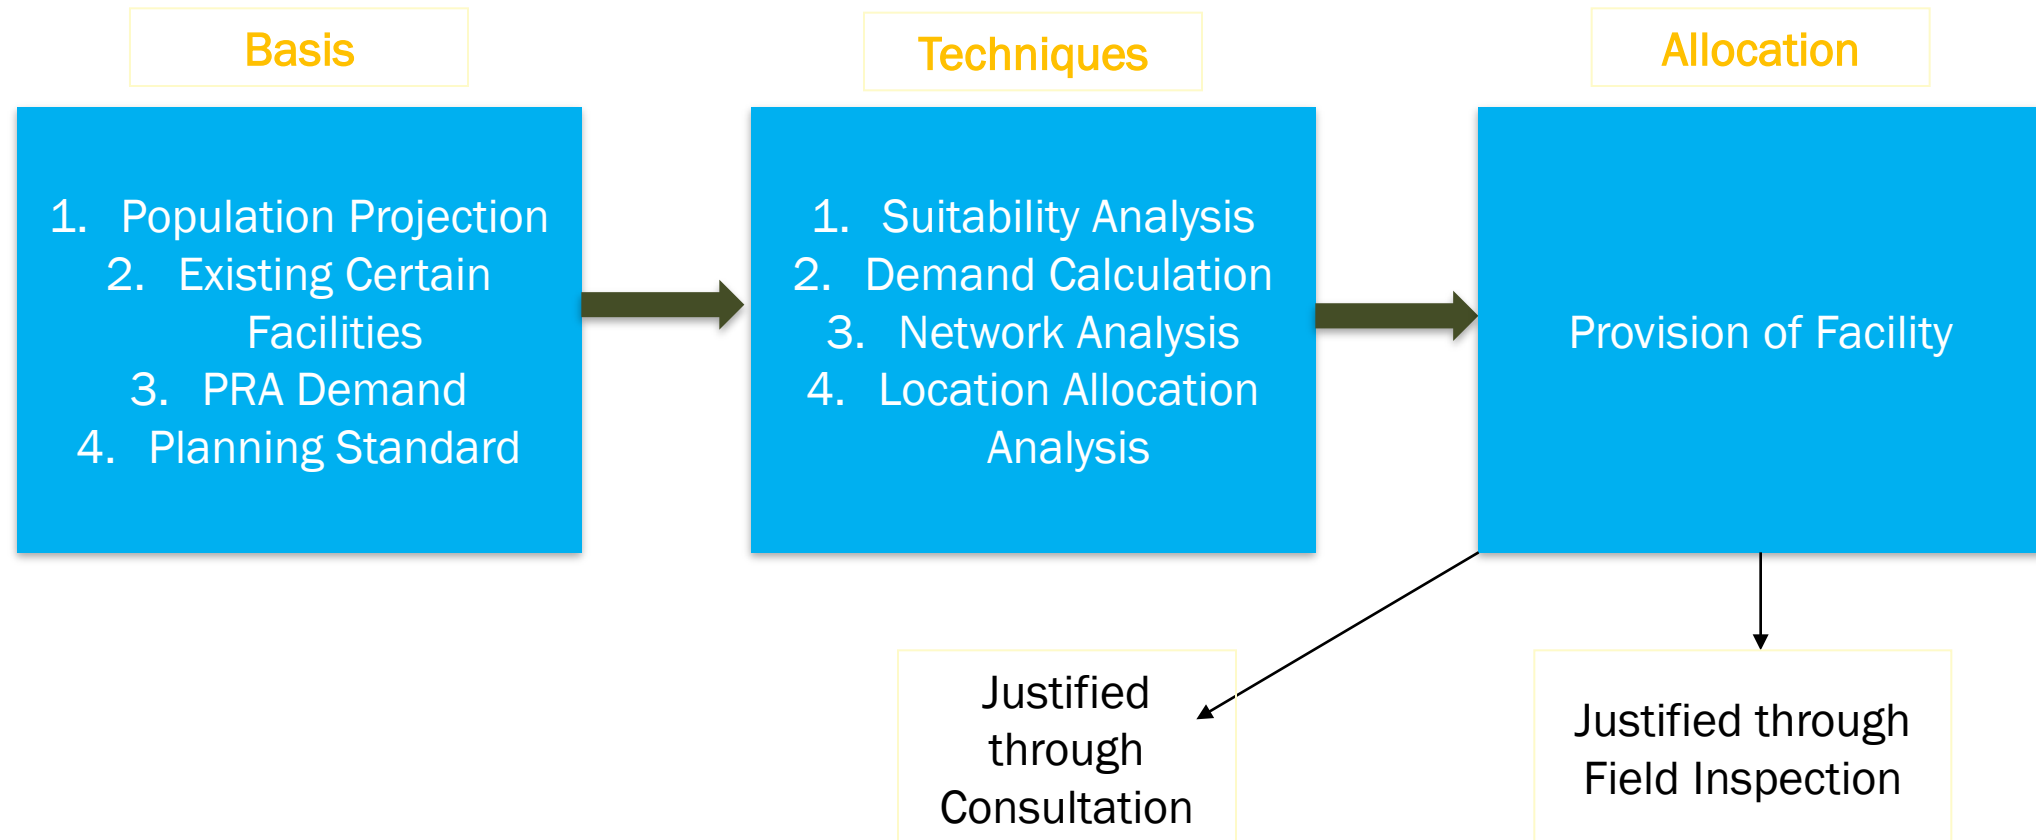 Basis
Techniques
Allocation
1. Population Projection
2. Existing Certain
Facilities
3. PRA Demand
4. Planning Standard
1. Suitability Analysis
2. Demand Calculation
3. Network Analysis
4. Location Allocation
Analysis
Provision of Facility
Justified
through
Consultation
Justified through
Field Inspection